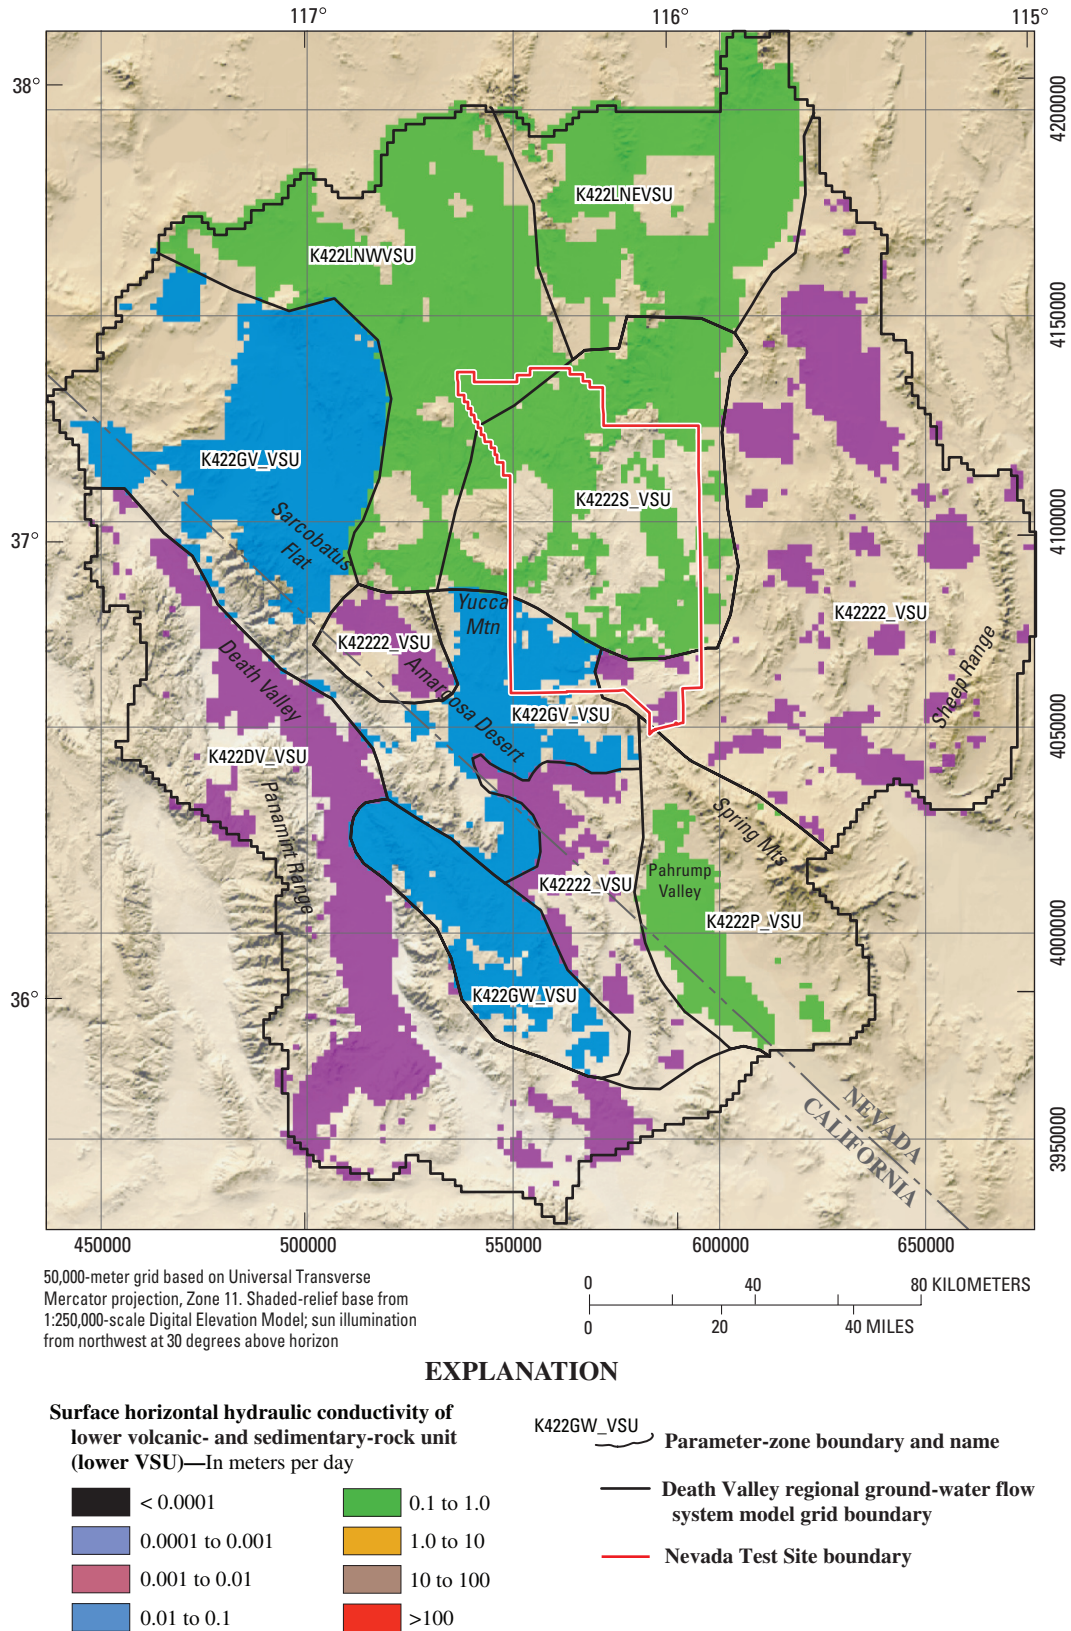 117°
116°
115°
38°
4200000
K422LNEVSU
K422LNWVSU
4150000
K422GV_VSU
K4222S_VSU
Sarcobatus
Flat
4100000
37°
Yucca
Mtn
K42222_VSU
K42222_VSU
Death Valley
Amargosa Desert
K422GV_VSU
Sheep Range
4050000
K422DV_VSU
Panamint Range
Spring Mts
Pahrump
Valley
K42222_VSU
K4222P_VSU
4000000
36°
K422GW_VSU
NEVADA
CALIFORNIA
3950000
450000
500000
550000
600000
650000
50,000-meter grid based on Universal Transverse
Mercator projection, Zone 11. Shaded-relief base from
1:250,000-scale Digital Elevation Model; sun illumination
from northwest at 30 degrees above horizon
0 40 80 KILOMETERS
0 20 40 MILES
EXPLANATION
Surface horizontal hydraulic conductivity of
lower volcanic- and sedimentary-rock unit
(lower VSU)—In meters per day
< 0.0001
0.0001 to 0.001
0.001 to 0.01
0.01 to 0.1
0.1 to 1.0
1.0 to 10
10 to 100
>100
K422GW_VSU
Parameter-zone boundary and name
Death Valley regional ground-water flow
system model grid boundary
Nevada Test Site boundary